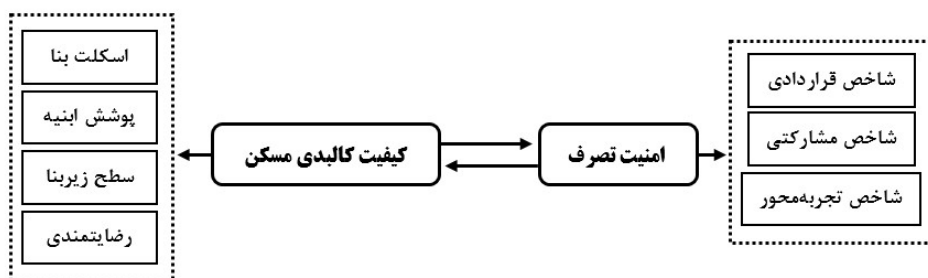 شاخص قراردادی
شاخص مشارکتی
شاخص تجربه‌محور
امنیت تصرف
کیفیت کالبدی مسکن
اسکلت بنا
پوشش ابنیه
سطح زیربنا
رضایتمندی